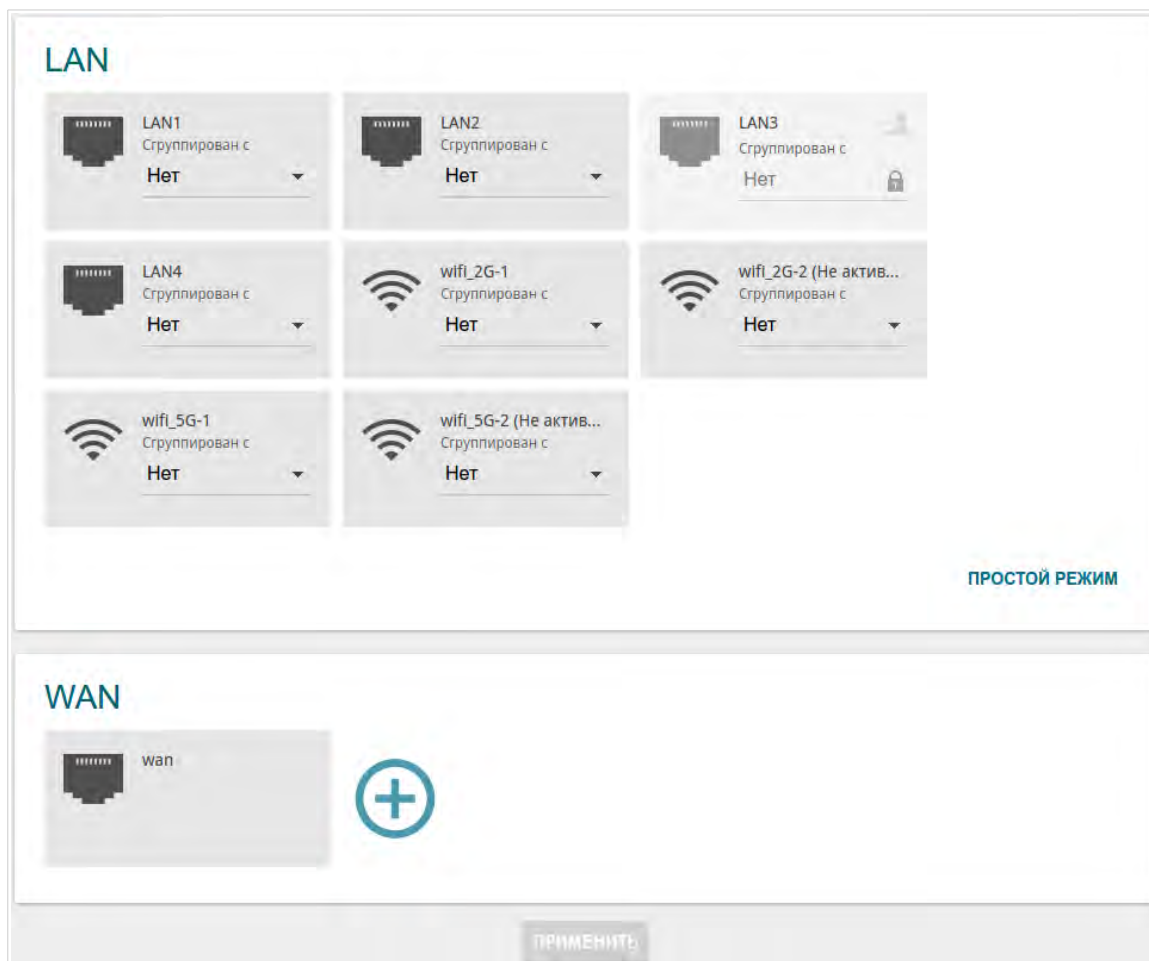 LAN
LAN1
Сгруппирован с
Нет
LAN2
Сгруппирован с
Нет
LAN3
Сгруппирован с
Нет
LAN4
Сгруппирован с
Нет
wifi_2G-1
Сгруппирован с
Нет
wifi_2G-2 (Не актив...
Сгруппирован с
Нет
wifi_5G-1
Сгруппирован с
Нет
wifi_5G-2 (Не актив...
Сгруппирован с
Нет
ПРОСТОЙ РЕЖИМ
WAN
wan
ПРИМЕНИТЬ